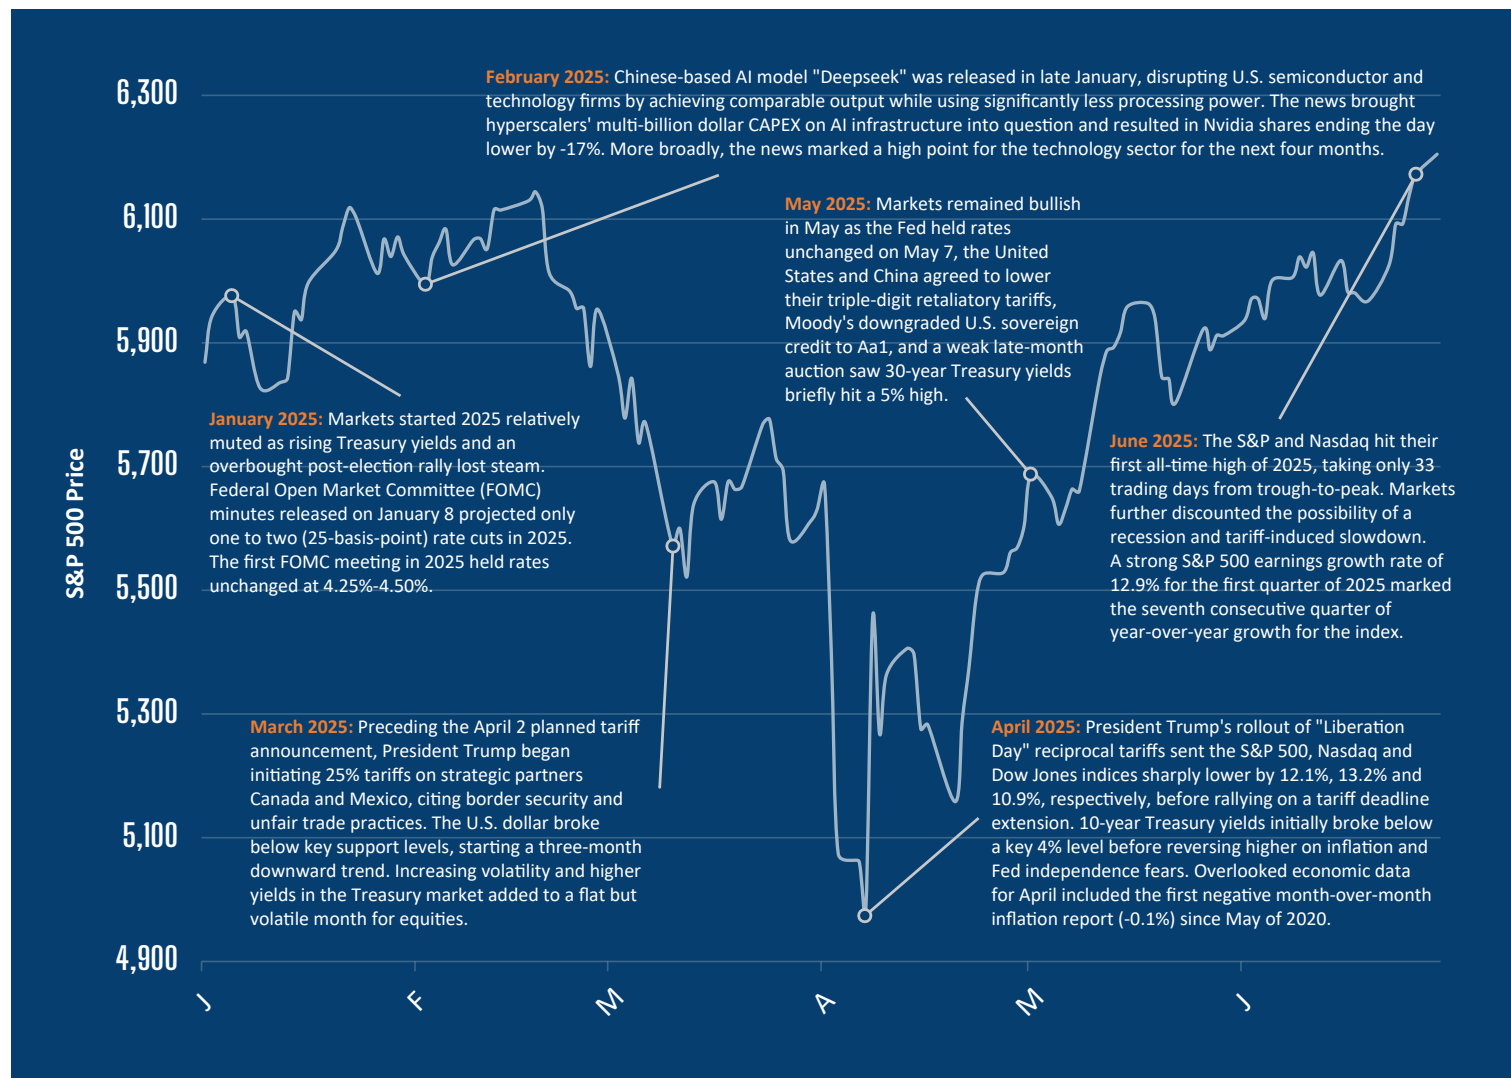 February 2025: Chinese-based AI model "Deepseek" was released in late January, disrupting U.S. semiconductor and
technology firms by achieving comparable output while using significantly less processing power. The news brought
hyperscalers' multi-billion dollar CAPEX on AI infrastructure into question and resulted in Nvidia shares ending the day
lower by -17%. More broadly, the news marked a high point for the technology sector for the next four months.
May 2025: Markets remained bullish
in May as the Fed held rates
unchanged on May 7, the United
States and China agreed to lower
their triple-digit retaliatory tariffs,
Moody's downgraded U.S. sovereign
credit to Aa1, and a weak late-month
auction saw 30-year Treasury yields
briefly hit a 5% high.
January 2025: Markets started 2025 relatively
muted as rising Treasury yields and an
overbought post-election rally lost steam.
Federal Open Market Committee (FOMC)
minutes released on January 8 projected only
one to two (25-basis-point) rate cuts in 2025.
The first FOMC meeting in 2025 held rates
unchanged at 4.25%-4.50%.
June 2025: The S&P and Nasdaq hit their
first all-time high of 2025, taking only 33
trading days from trough-to-peak. Markets
further discounted the possibility of a
recession and tariff-induced slowdown.
A strong S&P 500 earnings growth rate of
12.9% for the first quarter of 2025 marked
the seventh consecutive quarter of
year-over-year growth for the index.
March 2025: Preceding the April 2 planned tariff
announcement, President Trump began
initiating 25% tariffs on strategic partners
Canada and Mexico, citing border security and
unfair trade practices. The U.S. dollar broke
below key support levels, starting a three-month
downward trend. Increasing volatility and higher
yields in the Treasury market added to a flat but
volatile month for equities.
April 2025: President Trump's rollout of "Liberation
Day" reciprocal tariffs sent the S&P 500, Nasdaq and
Dow Jones indices sharply lower by 12.1%, 13.2% and
10.9%, respectively, before rallying on a tariff deadline
extension. 10-year Treasury yields initially broke below
a key 4% level before reversing higher on inflation and
Fed independence fears. Overlooked economic data
for April included the first negative month-over-month
inflation report (-0.1%) since May of 2020.
S&P 500 Price
6,300
6,100
5,900
5,700
5,500
5,300
5,100
4,900
J
F
M
A
M
J